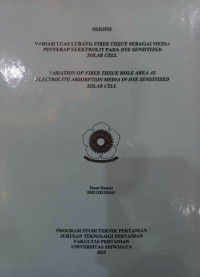 SKRIPSI
VARIASI LUAS LUBANG FIBER TISSUE SEBAGAI MEDIA
PENYERAP ELEKTROLIT PADA DYE SENSITIZED
SOLAR CELL
VARIATION OF FIBER TISSUE HOLE AREA AS
ELECTROLYTE ABSORPTION MEDIA IN DYE SENSITIZED
SOLAR CELL
PROGRAM STUDI TEKNIK PERTANIAN
JURUSAN TEKNOLOGI PERTANIAN
FAKULTAS PERTANIAN
UNIVERSITAS SRIWIJAYA